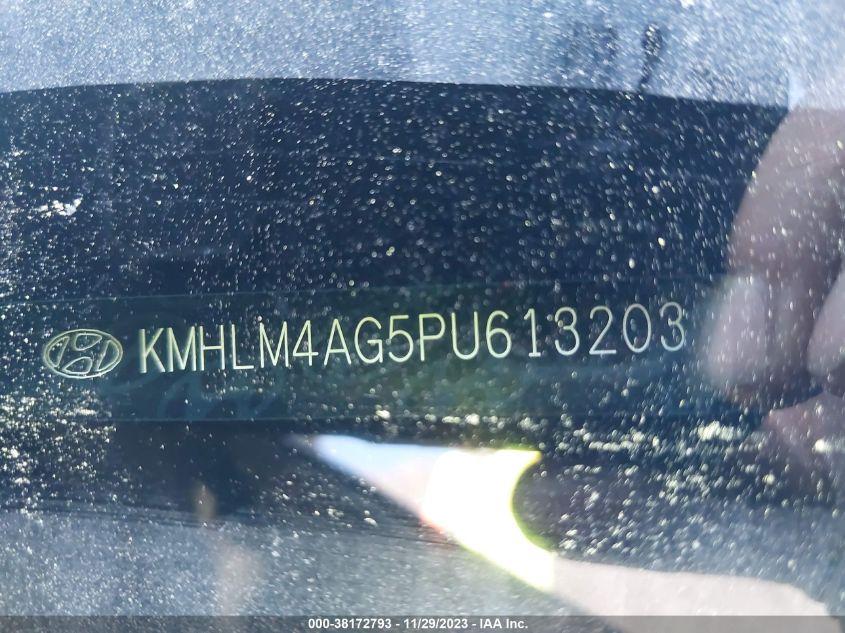 KMHLM4AG5PU613203
000-38172793 - 11/29/2023 - IAA Inc.